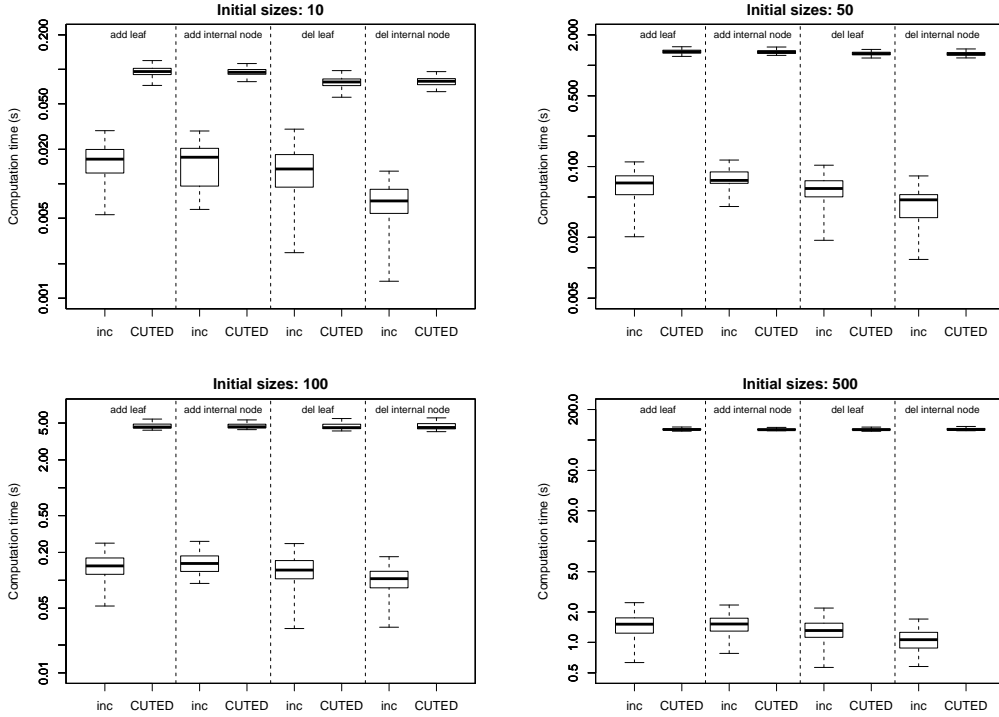 Initial sizes: 10
add leaf add internal node del leaf del internal node
Computation time (s)
0.200
0.050
0.020
0.005
0.001
inc CUTED inc CUTED inc CUTED inc CUTED
Initial sizes: 50
add leaf add internal node del leaf del internal node
Computation time (s)
2.000
0.500
0.100
0.020
0.005
inc CUTED inc CUTED inc CUTED inc CUTED
Initial sizes: 100
add leaf add internal node del leaf del internal node
Computation time (s)
5.00
2.00
0.50
0.20
0.05
0.01
inc CUTED inc CUTED inc CUTED inc CUTED
Initial sizes: 500
add leaf add internal node del leaf del internal node
Computation time (s)
200.0
50.0
20.0
5.0
2.0
1.0
0.5
inc CUTED inc CUTED inc CUTED inc CUTED